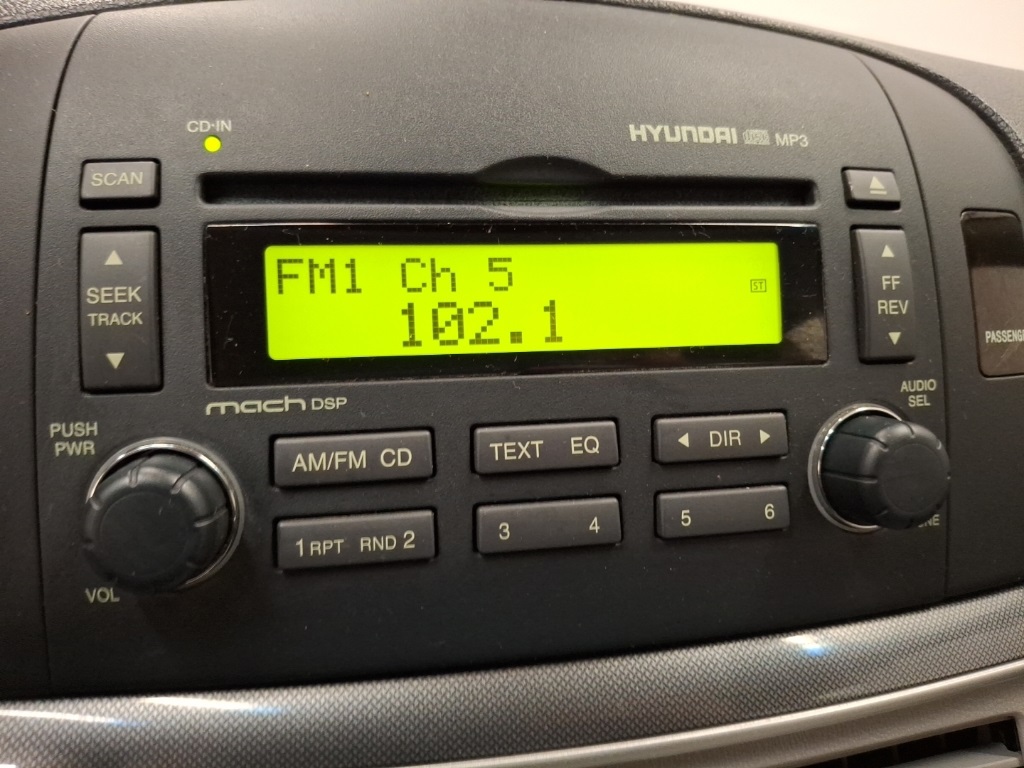 CD-IN
HYUNDAI MP3
SCAN
FM1 Ch 5
ST
102.1
SEEK
TRACK
FF
REV
PASSENG
mach DSP
AUDIO
SEL
PUSH
PWR
AM/FM CD
TEXT EQ
DIR
1 RPT RND 2
3 4
5 6
VOL